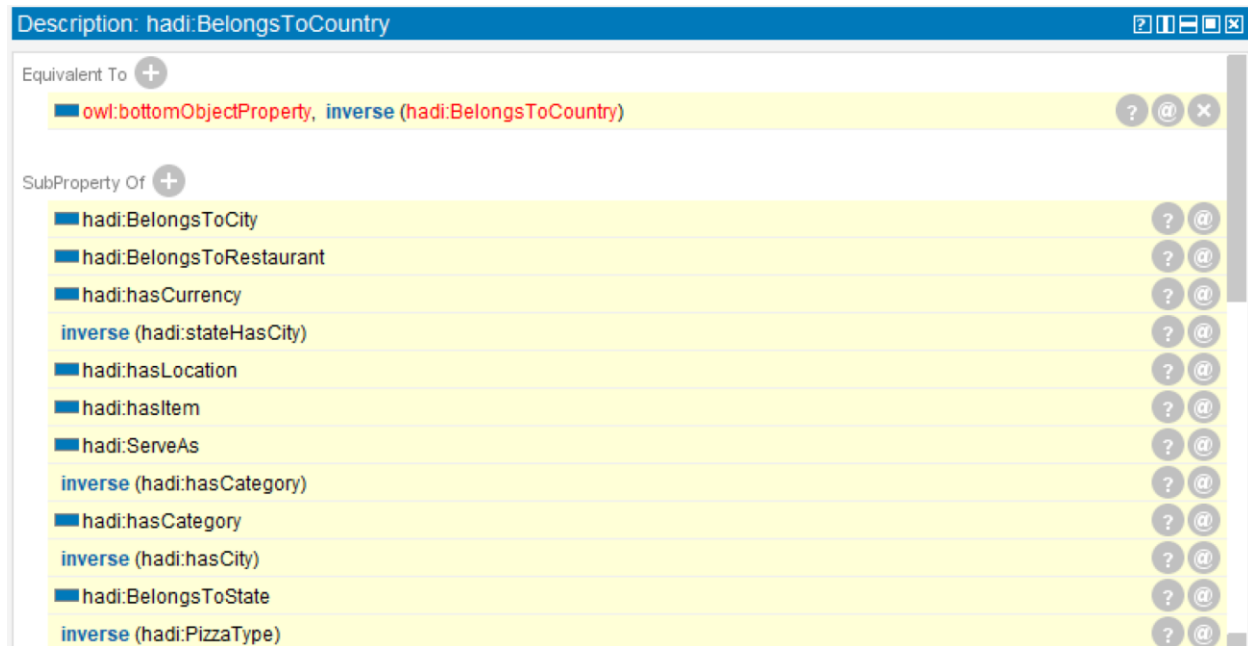 Description: hadi:BelongsToCountry
Equivalent To
owl:bottomObjectProperty, inverse (hadi:BelongsToCountry)
SubProperty Of
hadi:BelongsToCity
hadi:BelongsToRestaurant
hadi:hasCurrency
inverse (hadi:stateHasCity)
hadi:hasLocation
hadi:hasItem
hadi:ServeAs
inverse (hadi:hasCategory)
hadi:hasCategory
inverse (hadi:hasCity)
hadi:BelongsToState
inverse (hadi:PizzaType)